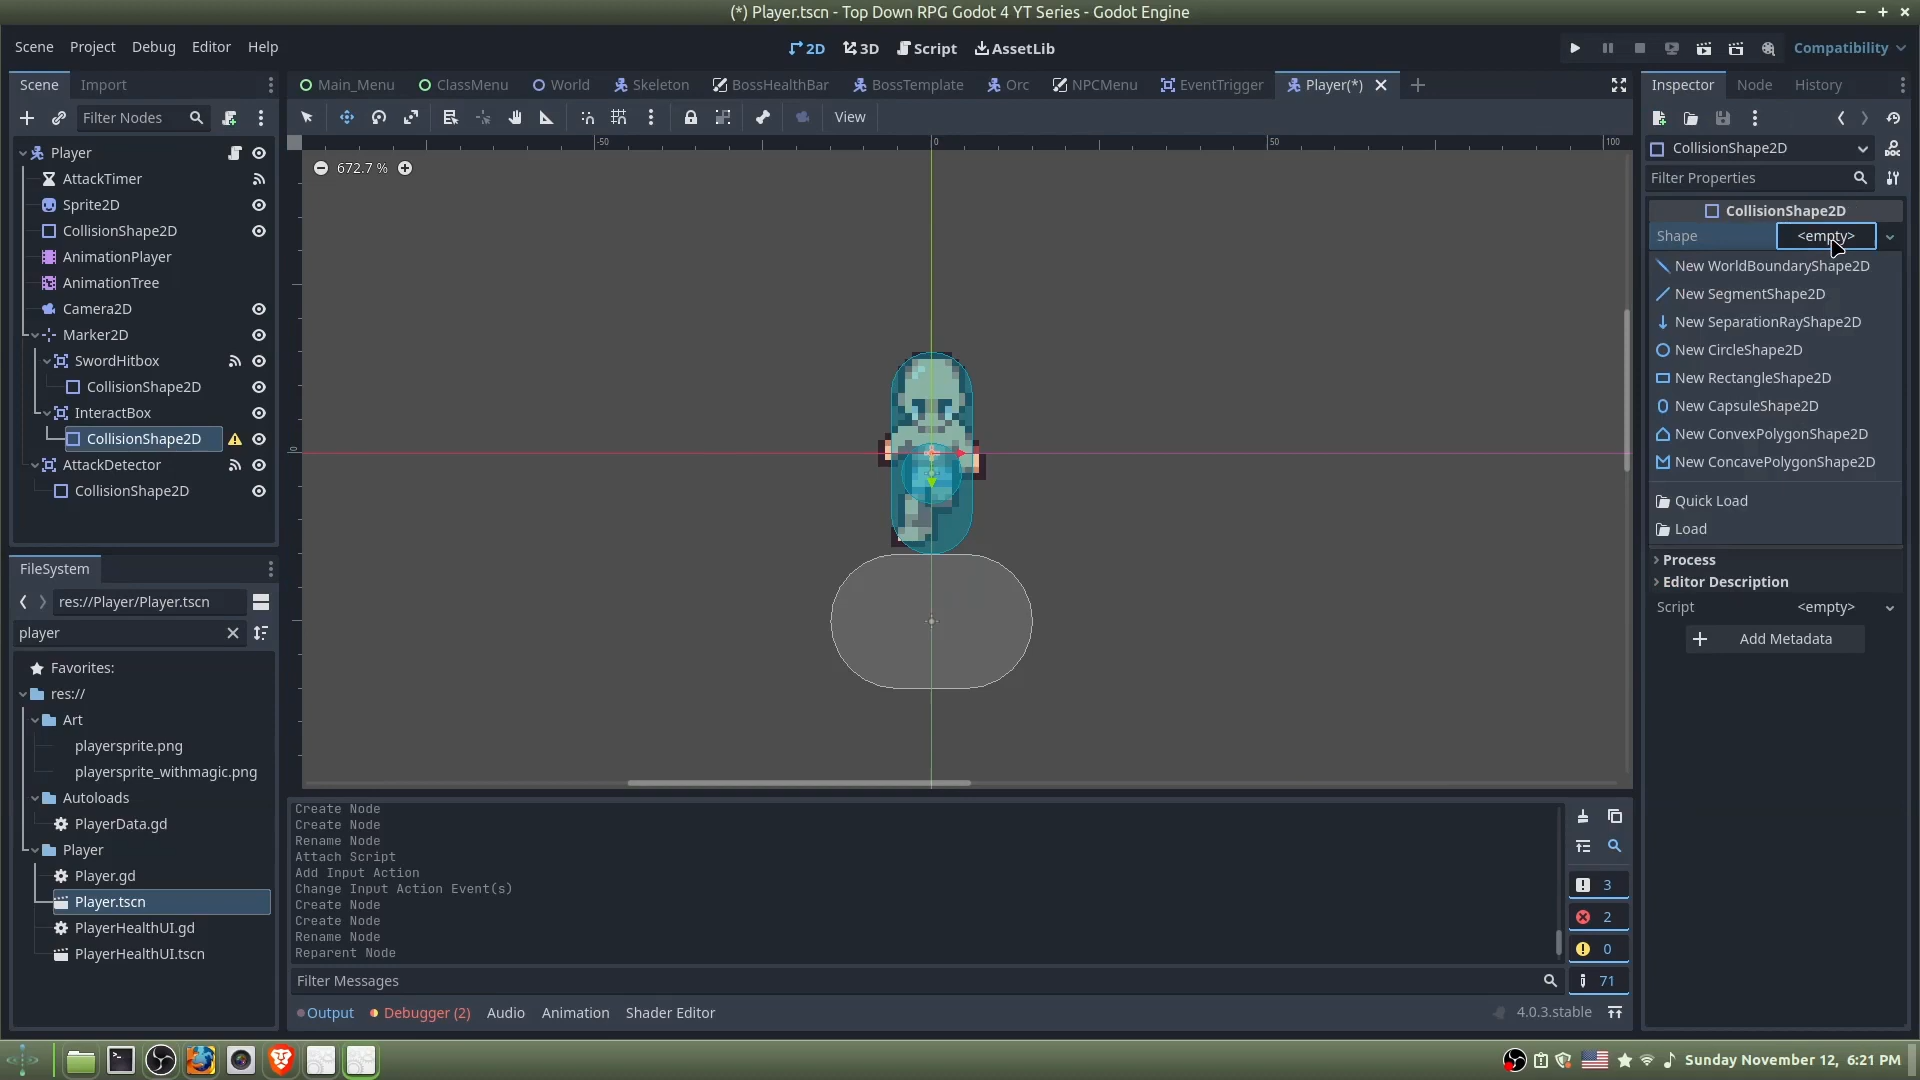 (*) Player.tscn - Top Down RPG Godot 4 YT Series - Godot Engine
Scene Project Debug Editor Help
2D 3D Script AssetLib
Compatibility
Scene Import
Main_Menu ClassMenu World Skeleton BossHealthBar BossTemplate Orc NPCMenu EventTrigger Player(*)
Inspector Node History
Filter Nodes
View
-50 0 50 100
0
672.7 %
Player
AttackTimer
Sprite2D
CollisionShape2D
AnimationPlayer
AnimationTree
Camera2D
Marker2D
SwordHitbox
CollisionShape2D
InteractBox
CollisionShape2D
AttackDetector
CollisionShape2D
FileSystem
res://Player/Player.tscn
player
Favorites:
res://
Art
playersprite.png
playersprite_withmagic.png
Autoloads
PlayerData.gd
Player
Player.gd
Player.tscn
PlayerHealthUI.gd
PlayerHealthUI.tscn
Create Node
Create Node
Rename Node
Attach Script
Add Input Action
Change Input Action Event(s)
Create Node
Create Node
Rename Node
Reparent Node
Filter Messages
3
2
0
71
Output Debugger (2) Audio Animation Shader Editor
4.0.3.stable
CollisionShape2D
Filter Properties
CollisionShape2D
Shape <empty>
New WorldBoundaryShape2D
New SegmentShape2D
New SeparationRayShape2D
New CircleShape2D
New RectangleShape2D
New CapsuleShape2D
New ConvexPolygonShape2D
New ConcavePolygonShape2D
Quick Load
Load
Process
Editor Description
Script <empty>
Add Metadata
Sunday November 12, 6:21 PM